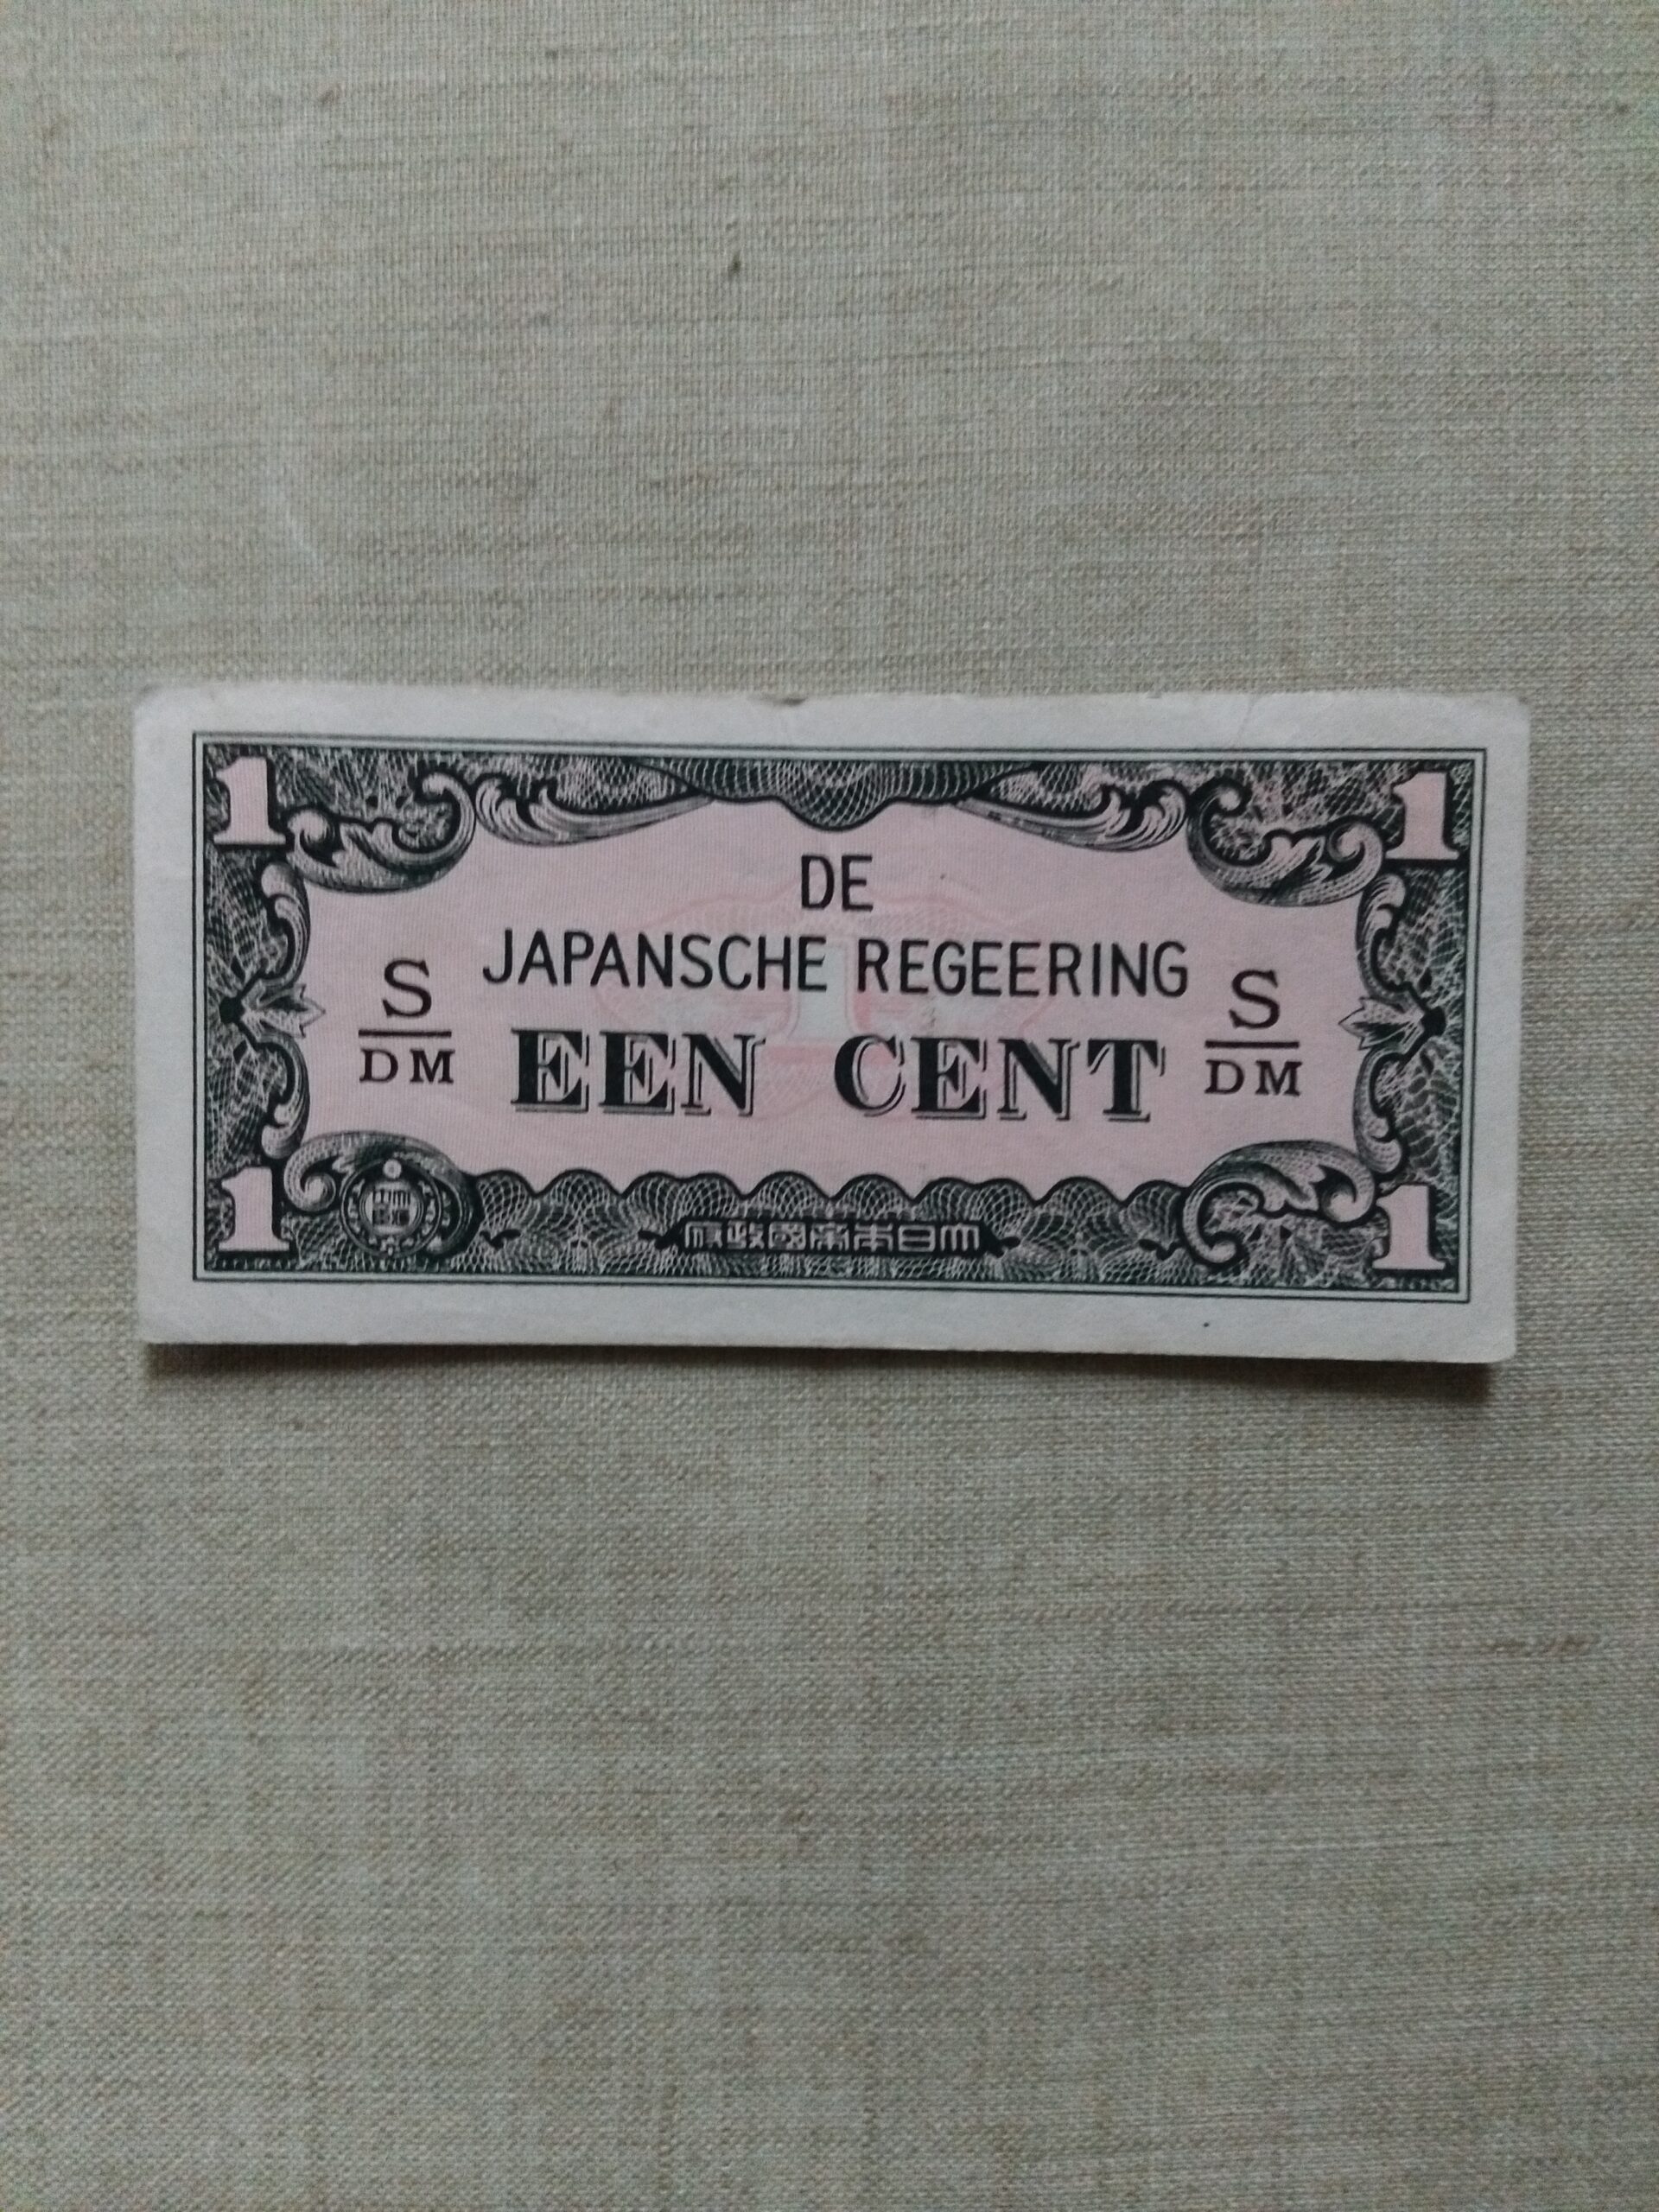 1 1
DE
JAPANSCHE REGEERING
S S
DM DM
EEN CENT
1 1
府政國帝本日大